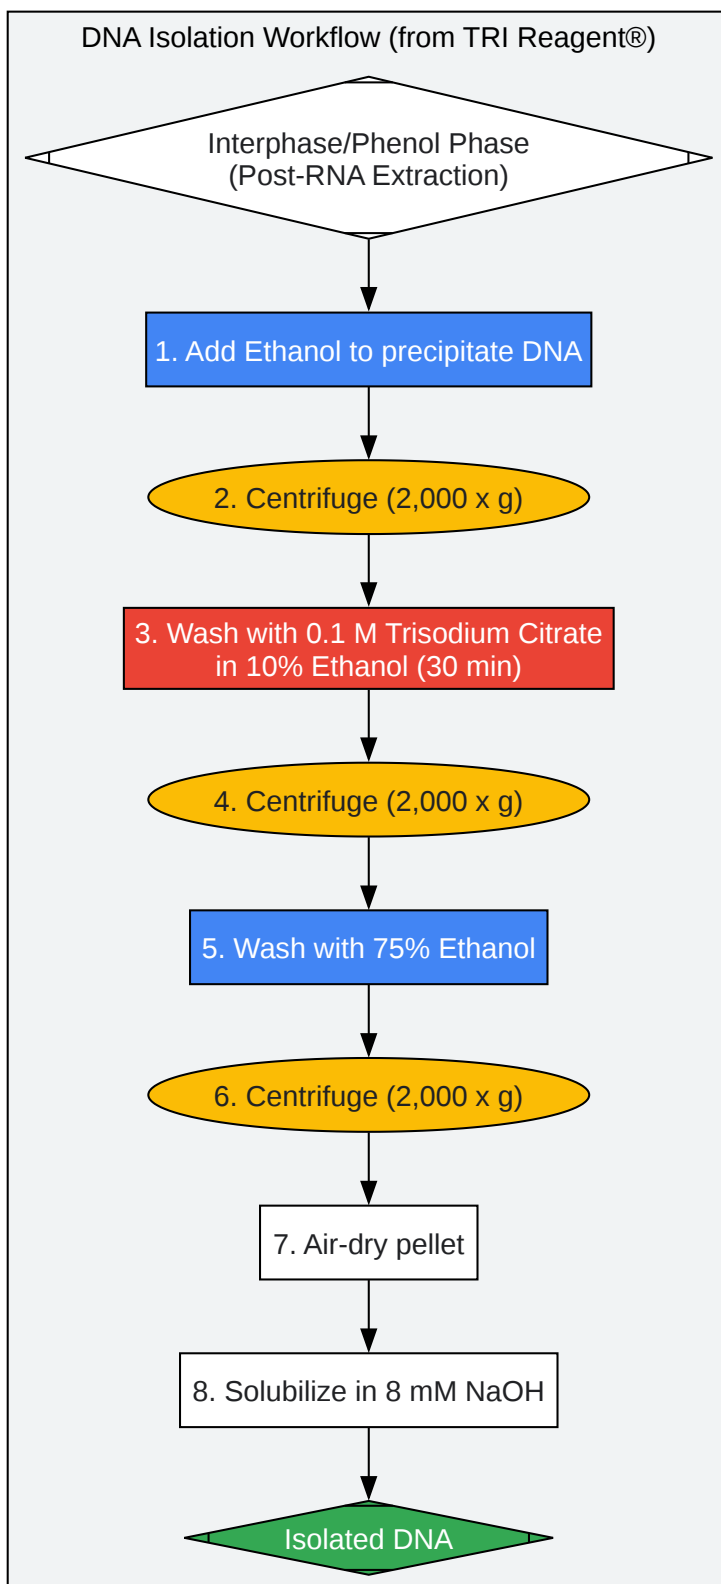 DNA Isolation Workflow (from TRI Reagent®)
Interphase/Phenol Phase
(Post-RNA Extraction)
1. Add Ethanol to precipitate DNA
2. Centrifuge (2,000 x g)
3. Wash with 0.1 M Trisodium Citrate
in 10% Ethanol (30 min)
4. Centrifuge (2,000 x g)
5. Wash with 75% Ethanol
6. Centrifuge (2,000 x g)
7. Air-dry pellet
8. Solubilize in 8 mM NaOH
Isolated DNA